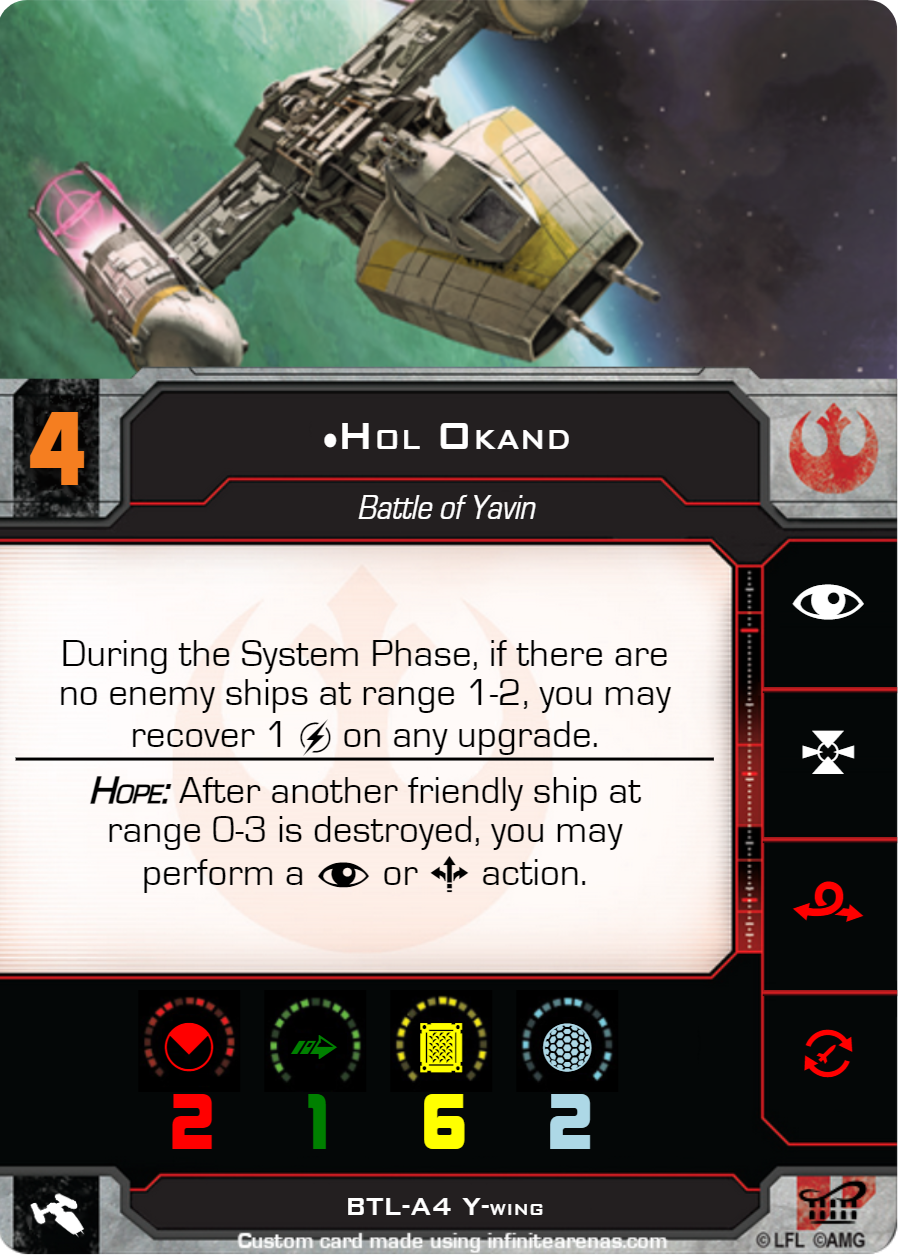 4
•Hol Okand
Battle of Yavin
During the System Phase, if there are
no enemy ships at range 1-2, you may
recover 1 on any upgrade.
Hope: After another friendly ship at
range 0-3 is destroyed, you may
perform a or action.
2 1 6 2
BTL-A4 Y-wing
Custom card made using infinitearenas.com
© LFL ©AMG